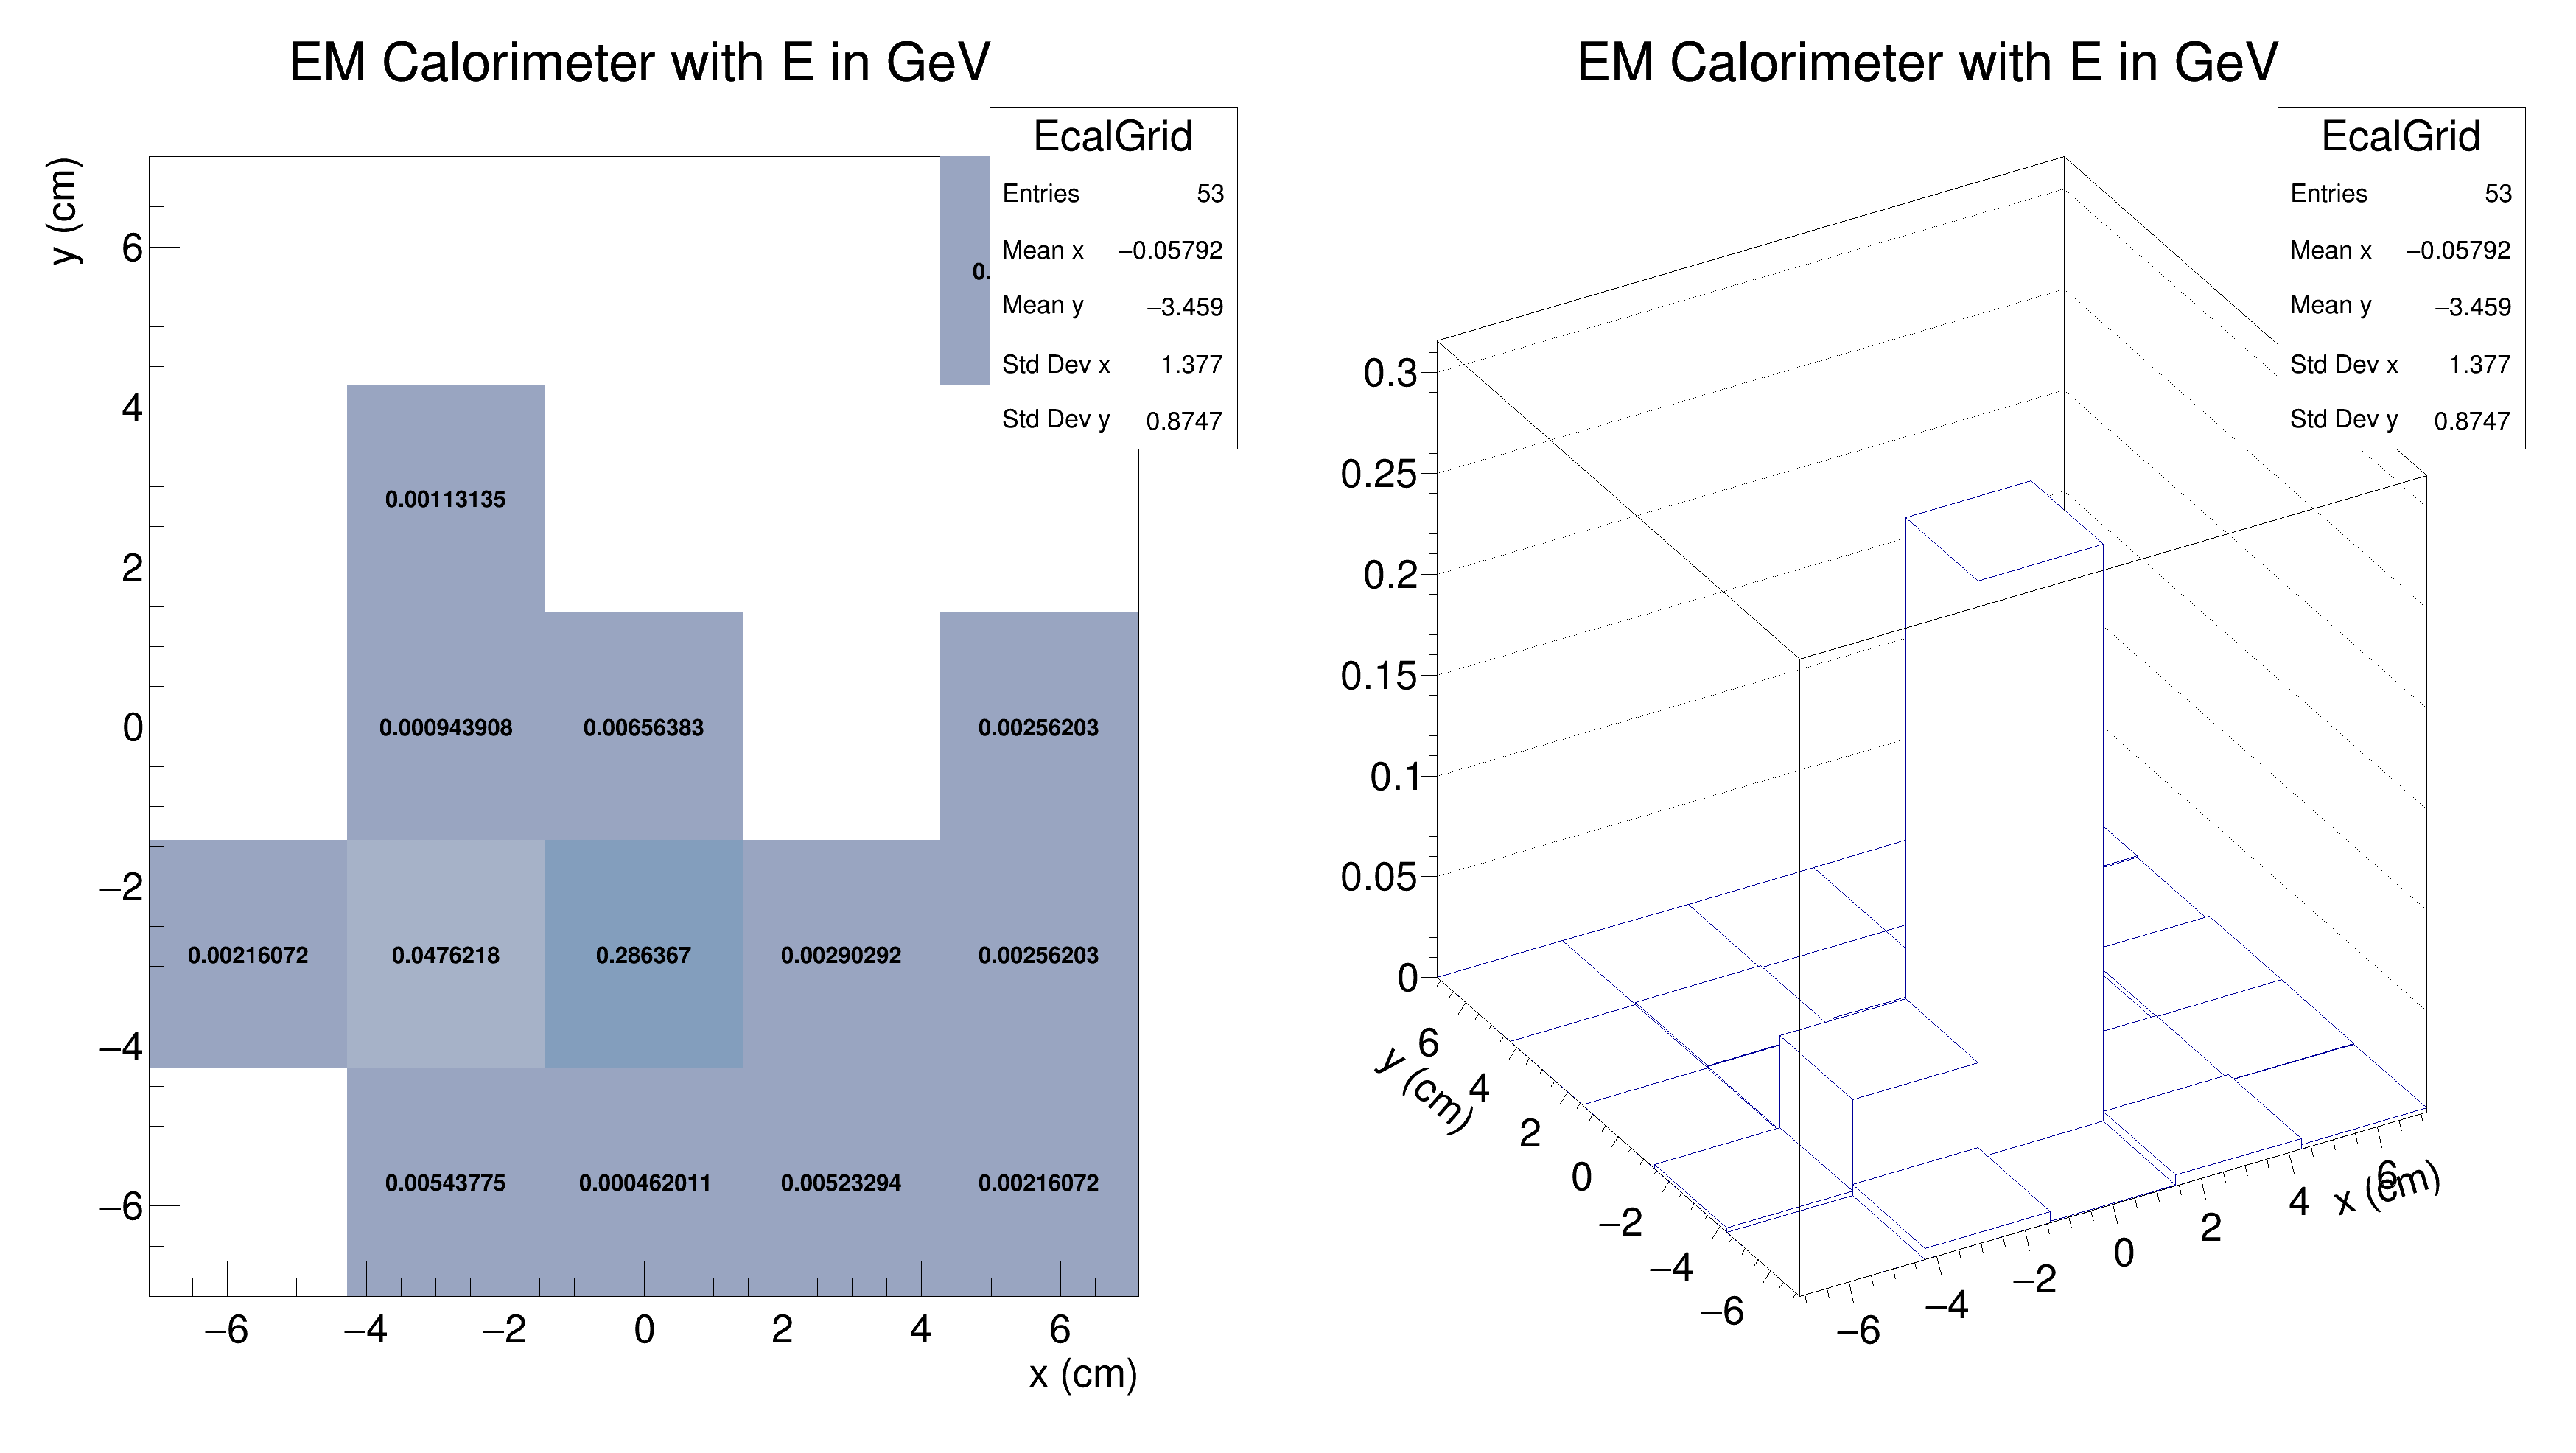 EM Calorimeter with E in GeV
EcalGrid
Entries 53
Mean x −0.05792
Mean y −3.459
Std Dev x 1.377
Std Dev y 0.8747
y (cm)
6
4
2
0
−2
−4
−6
0.
0.00113135
0.000943908 0.00656383 0.00256203
0.00216072 0.0476218 0.286367 0.00290292 0.00256203
0.00543775 0.000462011 0.00523294 0.00216072
−6 −4 −2 0 2 4 6
x (cm)
EM Calorimeter with E in GeV
EcalGrid
Entries 53
Mean x −0.05792
Mean y −3.459
Std Dev x 1.377
Std Dev y 0.8747
0.3
0.25
0.2
0.15
0.1
0.05
0
y (cm)
6
4
2
0
−2
−4
−6
−6
−4
−2
0
2
4
6
x (cm)